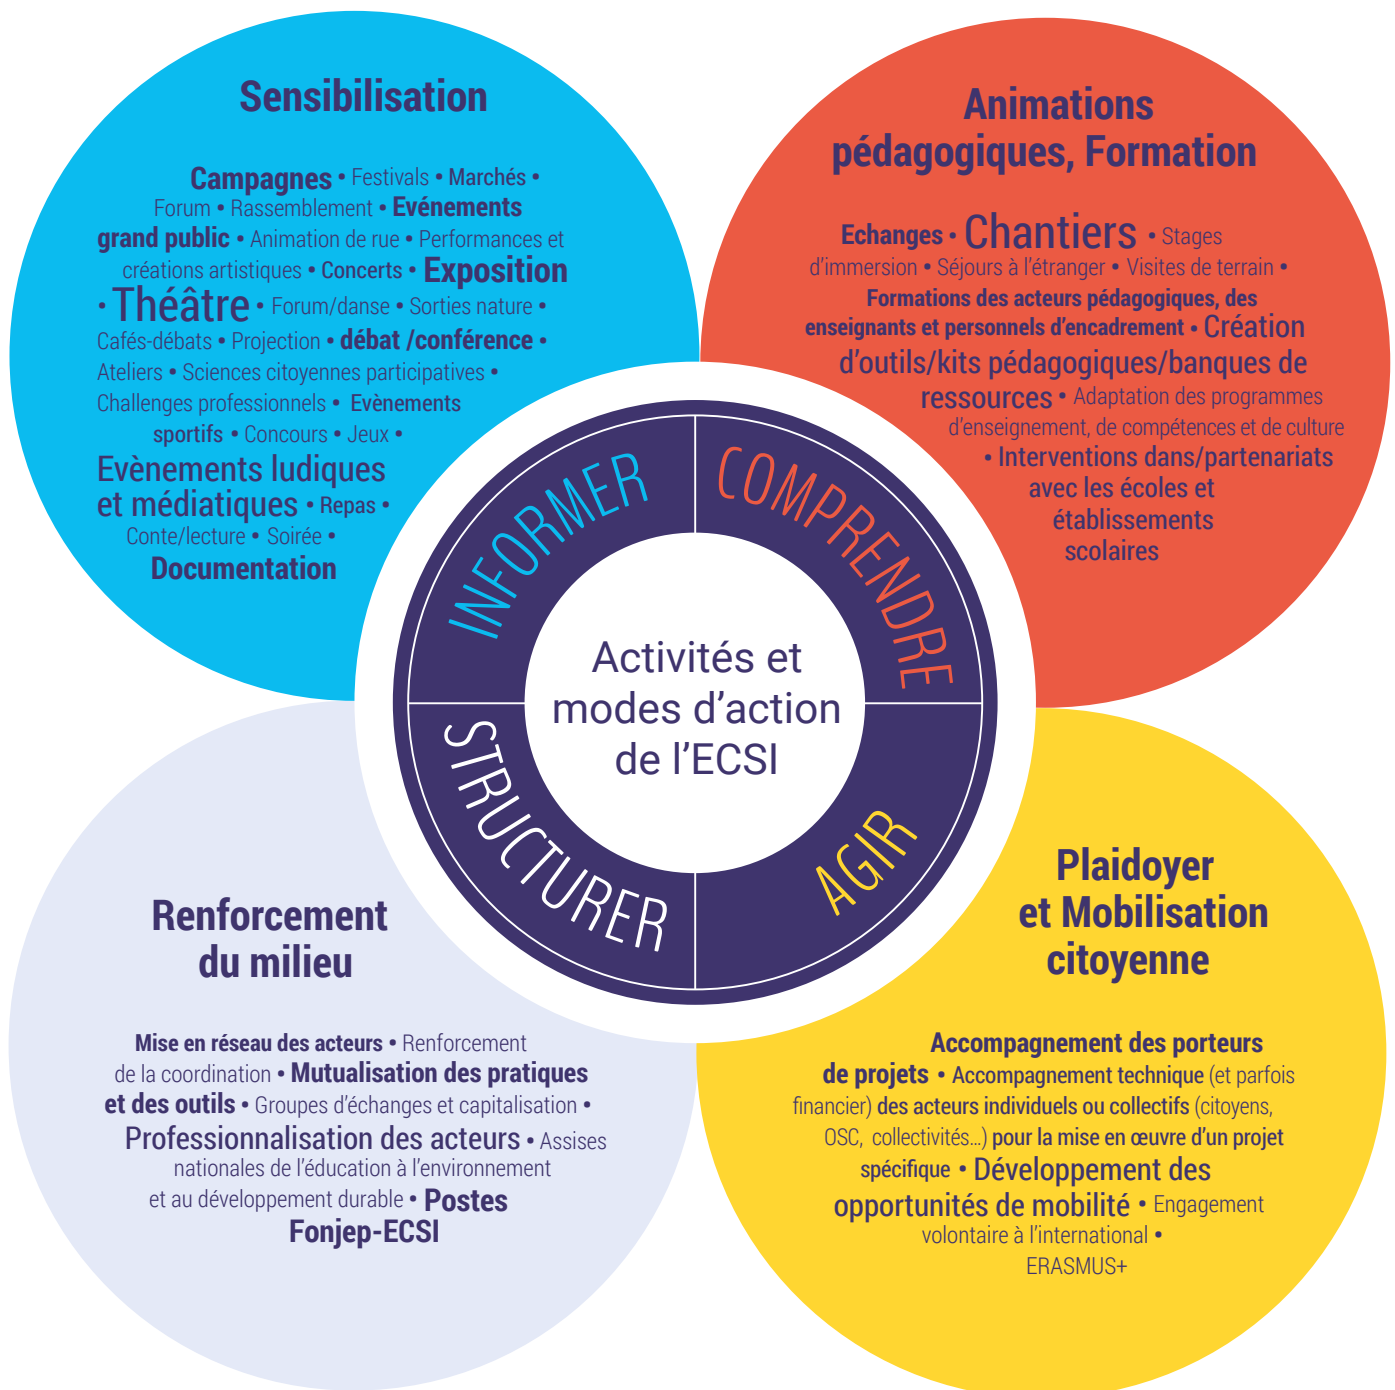 Sensibilisation
Campagnes • Festivals • Marchés •
Forum • Rassemblement • Evénements
grand public • Animation de rue • Performances et
créations artistiques • Concerts • Exposition
• Théâtre • Forum/danse • Sorties nature •
Cafés-débats • Projection • débat /conférence •
Ateliers • Sciences citoyennes participatives •
Challenges professionnels • Evènements
sportifs • Concours • Jeux •
Evènements ludiques
et médiatiques • Repas •
Conte/lecture • Soirée •
Documentation
Animations
pédagogiques, Formation
Echanges • Chantiers • Stages
d'immersion • Séjours à l'étranger • Visites de terrain •
Formations des acteurs pédagogiques, des
enseignants et personnels d'encadrement • Création
d'outils/kits pédagogiques/banques de
ressources • Adaptation des programmes
d'enseignement, de compétences et de culture
• Interventions dans/partenariats
avec les écoles et
établissements
scolaires
INFORMER
COMPRENDRE
Activités et
modes d'action
de l'ECSI
STRUCTURER
AGIR
Renforcement
du milieu
Mise en réseau des acteurs • Renforcement
de la coordination • Mutualisation des pratiques
et des outils • Groupes d'échanges et capitalisation •
Professionnalisation des acteurs • Assises
nationales de l'éducation à l'environnement
et au développement durable • Postes
Fonjep-ECSI
Plaidoyer
et Mobilisation
citoyenne
Accompagnement des porteurs
de projets • Accompagnement technique (et parfois
financier) des acteurs individuels ou collectifs (citoyens,
OSC, collectivités...) pour la mise en œuvre d'un projet
spécifique • Développement des
opportunités de mobilité • Engagement
volontaire à l'international •
ERASMUS+